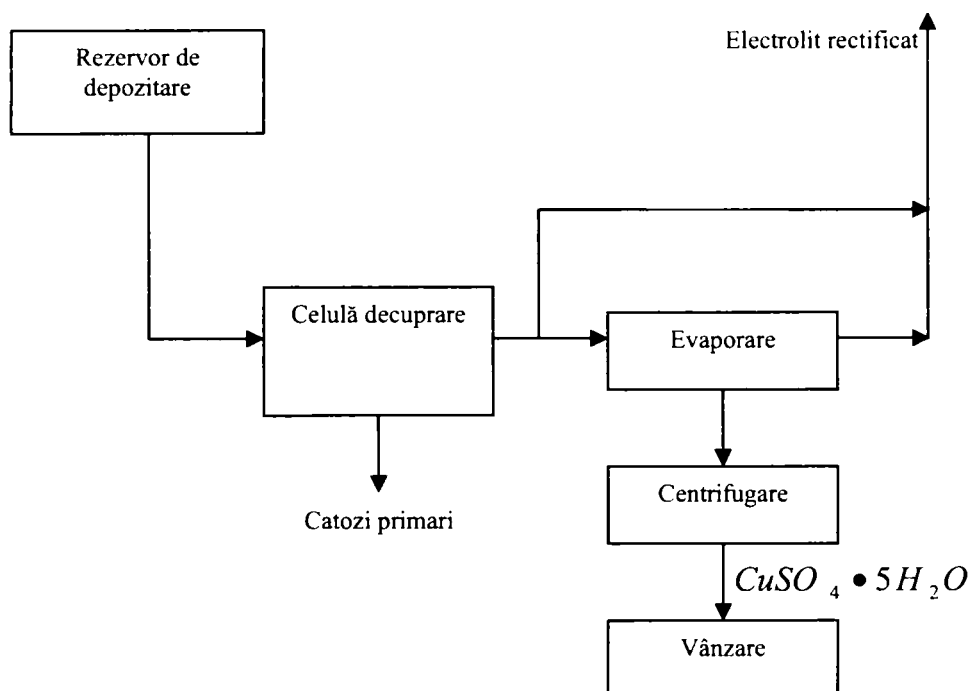 Rezervor de
depozitare
Electrolit rectificat
Celulă decuprare
Evaporare
Catozi primari
Centrifugare
CuSO₄ • 5H₂O
Vânzare